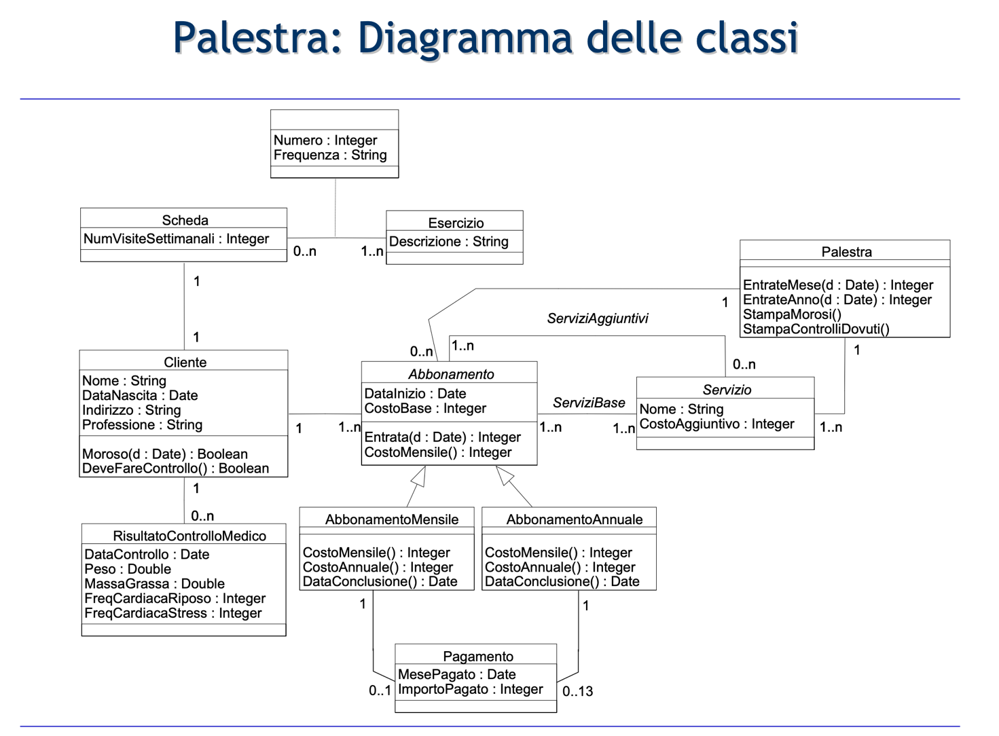 Palestra: Diagramma delle classi
Numero : Integer
Frequenza : String
Scheda
NumVisiteSettimanali : Integer
0..n
1..n
Esercizio
Descrizione : String
Palestra
EntrateMese(d : Date) : Integer
EntrateAnno(d : Date) : Integer
StampaMorosi()
StampaControlliDovuti()
1
1
1
ServiziAggiuntivi
0..n
1..n
0..n
1
Cliente
Nome : String
DataNascita : Date
Indirizzo : String
Professione : String
Moroso(d : Date) : Boolean
DeveFareControllo() : Boolean
1
1..n
Abbonamento
DataInizio : Date
CostoBase : Integer
Entrata(d : Date) : Integer
CostoMensile() : Integer
ServiziBase
1..n
1..n
Servizio
Nome : String
CostoAggiuntivo : Integer
1..n
1
0..n
RisultatoControlloMedico
DataControllo : Date
Peso : Double
MassaGrassa : Double
FreqCardiacaRiposo : Integer
FreqCardiacaStress : Integer
AbbonamentoMensile
CostoMensile() : Integer
CostoAnnuale() : Integer
DataConclusione() : Date
AbbonamentoAnnuale
CostoMensile() : Integer
CostoAnnuale() : Integer
DataConclusione() : Date
1
1
Pagamento
MesePagato : Date
ImportoPagato : Integer
0..1
0..13